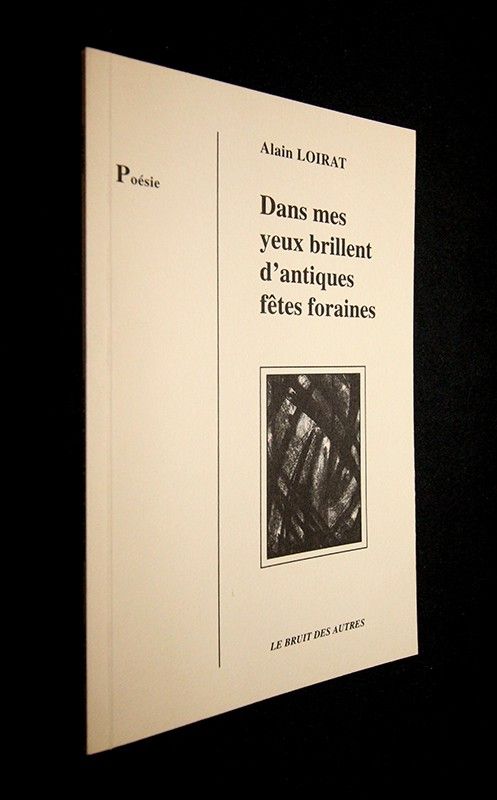 Poésie
Alain LOIRAT
Dans mes
yeux brillent
d'antiques
fêtes foraines
LE BRUIT DES AUTRES